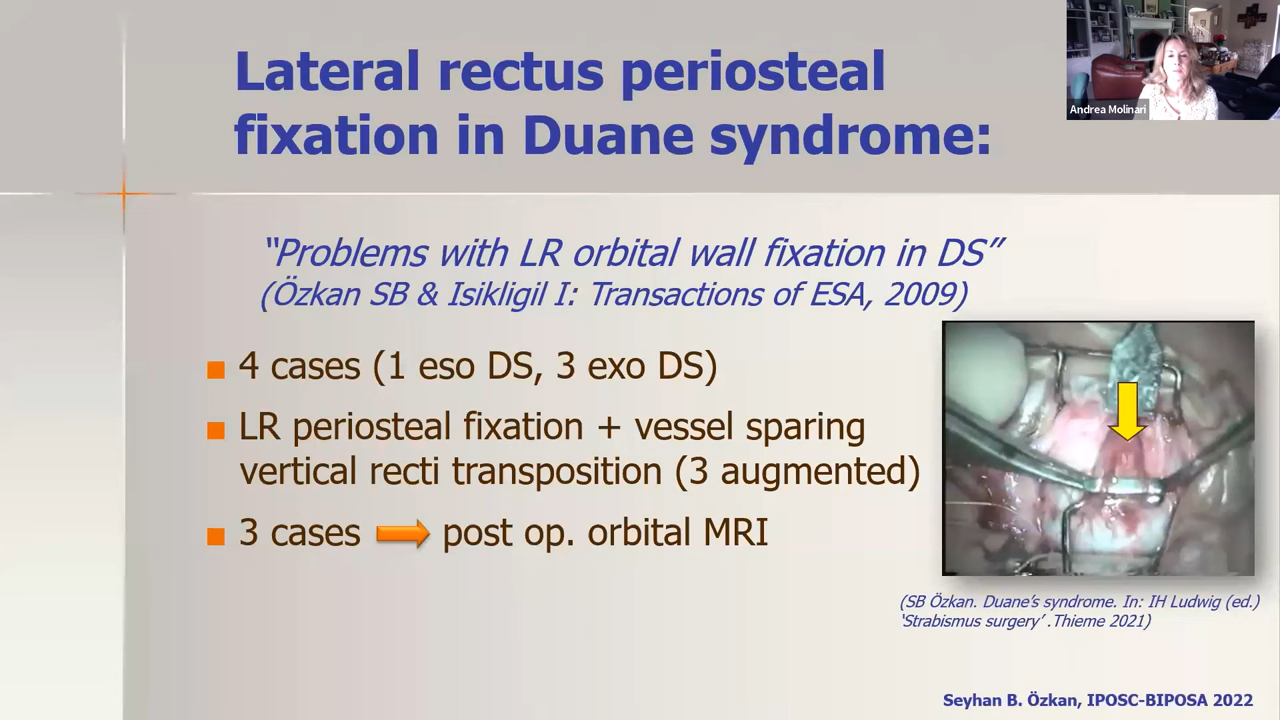 Lateral rectus periosteal
fixation in Duane syndrome:
Andrea Molinari
“Problems with LR orbital wall fixation in DS”
(Özkan SB & Isikligil I: Transactions of ESA, 2009)
4 cases (1 eso DS, 3 exo DS)
LR periosteal fixation + vessel sparing
vertical recti transposition (3 augmented)
3 cases post op. orbital MRI
(SB Özkan. Duane’s syndrome. In: IH Ludwig (ed.)
‘Strabismus surgery’ .Thieme 2021)
Seyhan B. Özkan, IPOSC-BIPOSA 2022